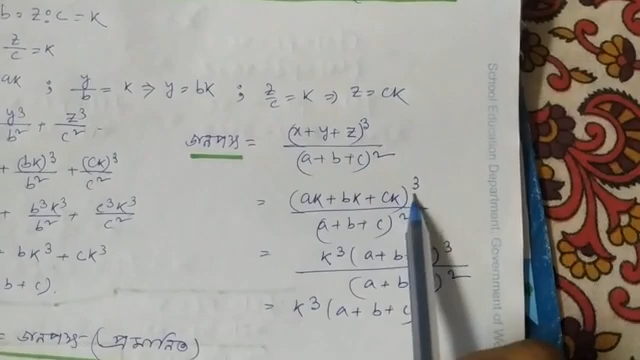 b = z : c = K
z/c = K
aK ; y/b = K ⇒ y = bK ; z/c = K ⇒ z = cK
y³/b² + z³/c²
ডানপক্ষ = (x+y+z)³/(a+b+c)²
+ (bK)³/b² + (cK)³/c²
= (aK+bK+cK)³/(a+b+c)²
+ b³K³/b² + c³K³/c²
= K³(a+b+ )³/(a+b )²
+ bK³ + cK³
= K³(a+b+c
b+c).
= ডানপক্ষ (প্রমানিত)
School Education Department: Government of W